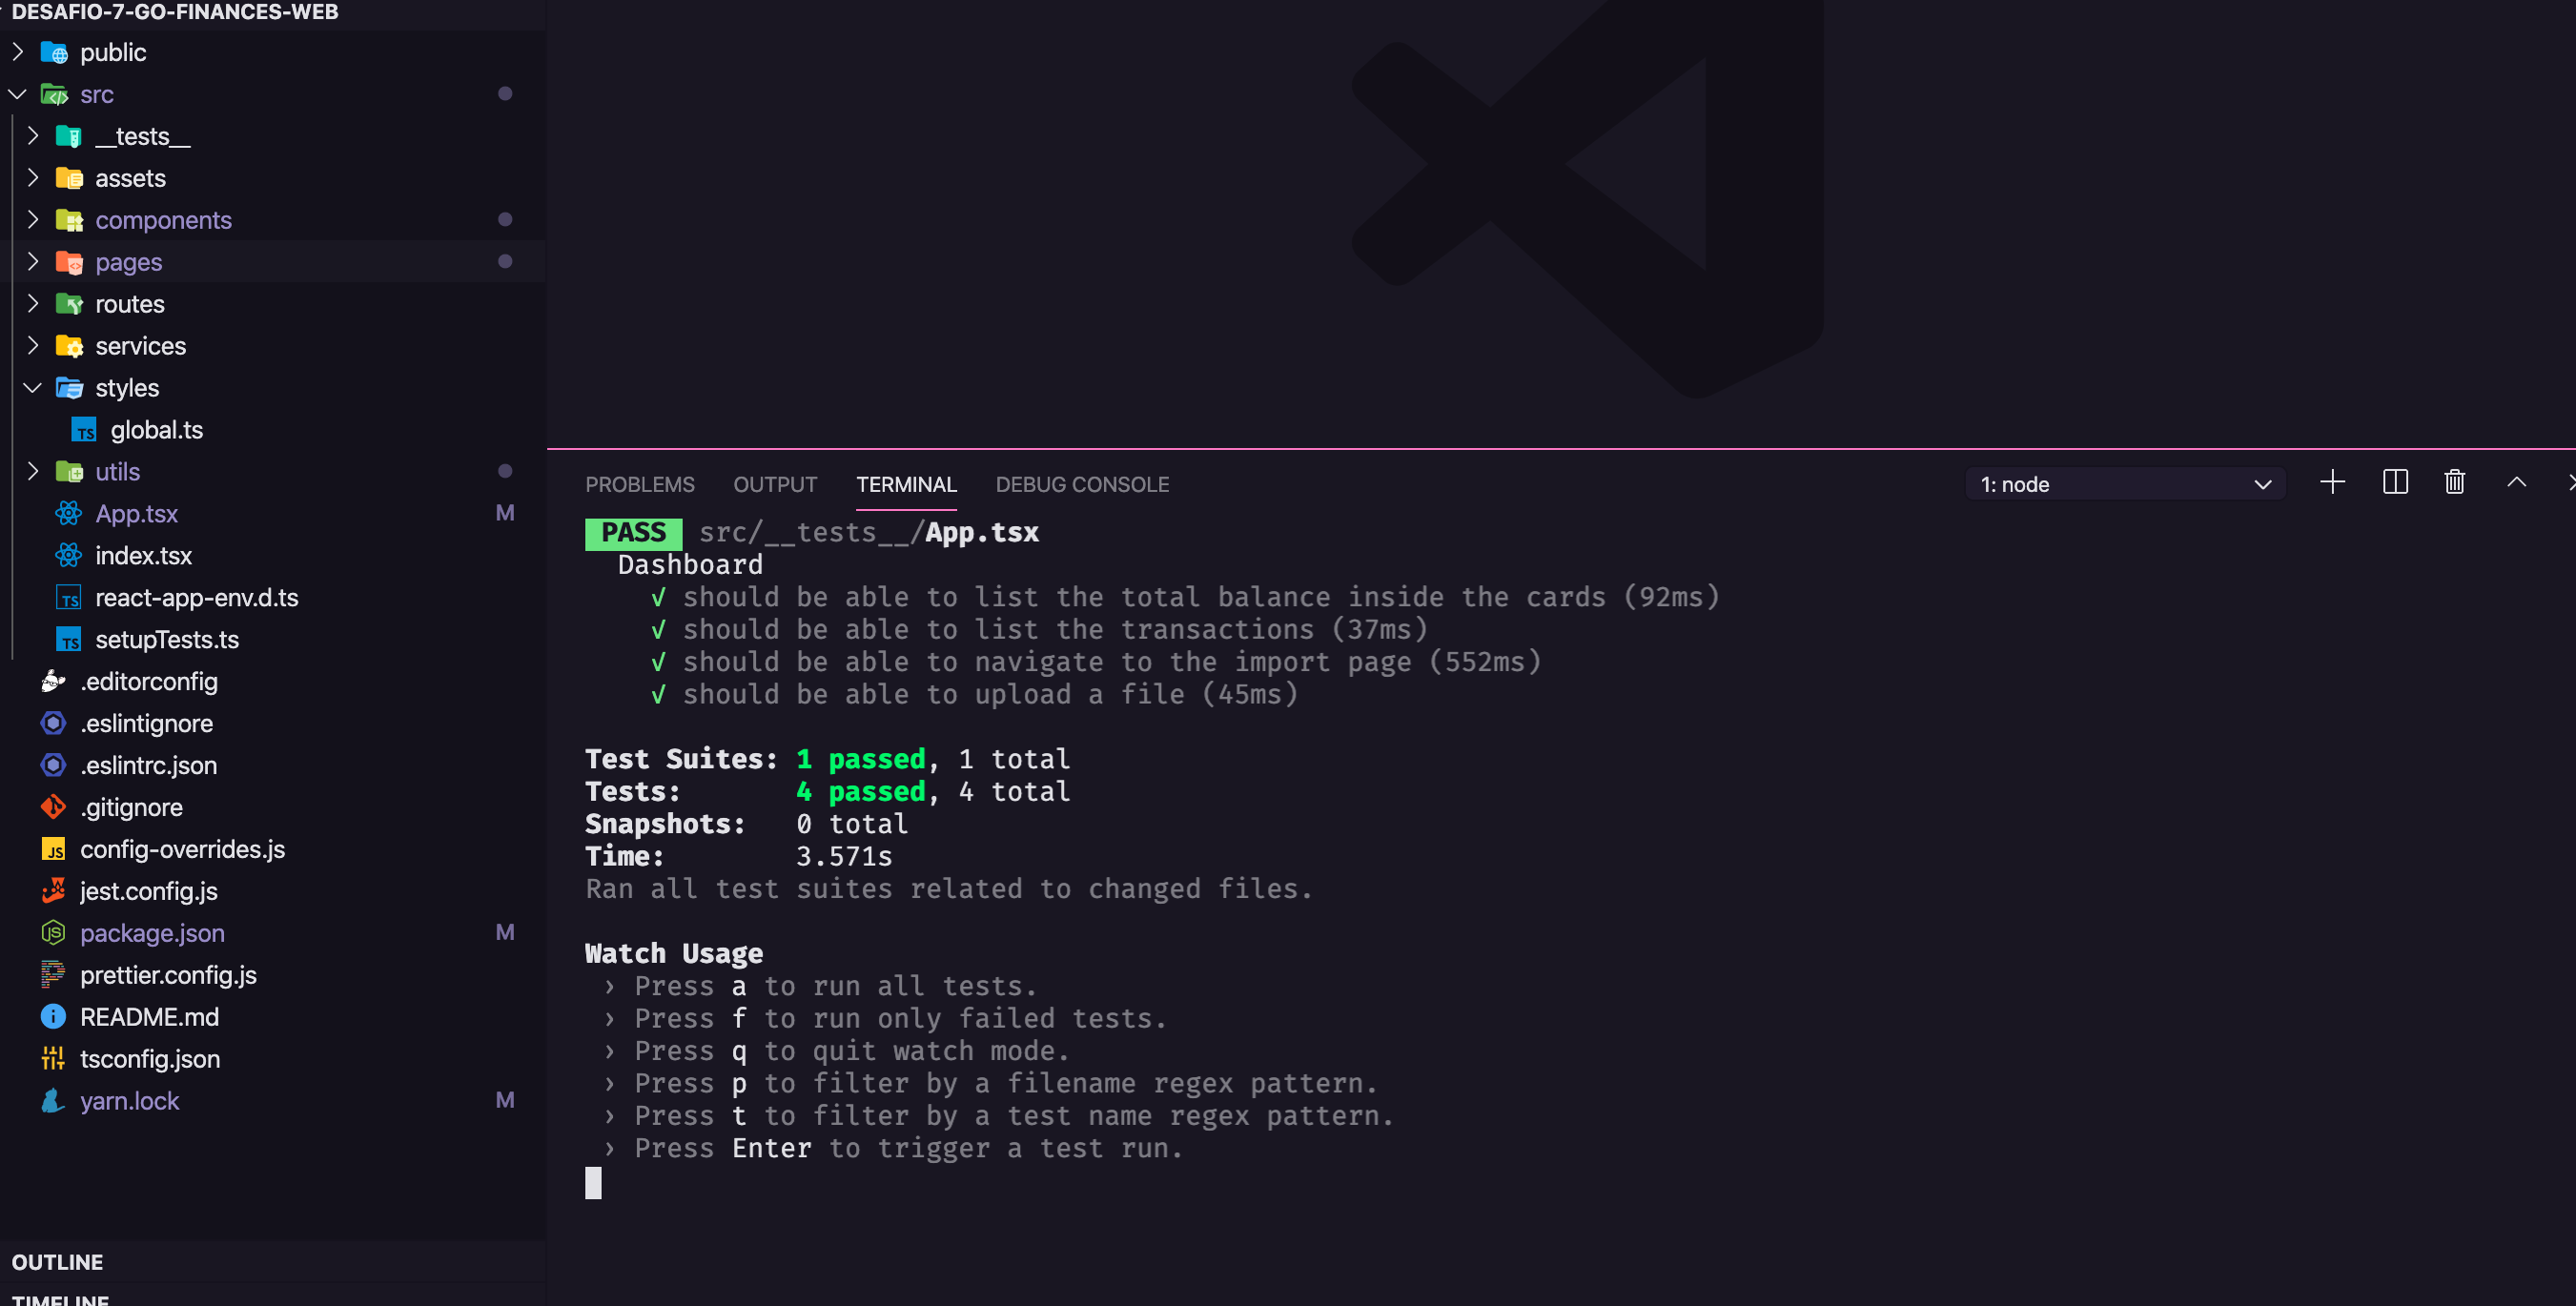 DESAFIO-7-GO-FINANCES-WEB
public
src
__tests__
assets
components
pages
routes
services
styles
TS global.ts
utils
App.tsx M
index.tsx
TS react-app-env.d.ts
TS setupTests.ts
.editorconfig
.eslintignore
.eslintrc.json
.gitignore
JS config-overrides.js
jest.config.js
JS package.json M
prettier.config.js
README.md
tsconfig.json
yarn.lock M
OUTLINE
TIMELINE
PROBLEMS OUTPUT TERMINAL DEBUG CONSOLE 1: node
PASS src/__tests__/App.tsx
Dashboard
√ should be able to list the total balance inside the cards (92ms)
√ should be able to list the transactions (37ms)
√ should be able to navigate to the import page (552ms)
√ should be able to upload a file (45ms)
Test Suites: 1 passed, 1 total
Tests: 4 passed, 4 total
Snapshots: 0 total
Time: 3.571s
Ran all test suites related to changed files.
Watch Usage
› Press a to run all tests.
› Press f to run only failed tests.
› Press q to quit watch mode.
› Press p to filter by a filename regex pattern.
› Press t to filter by a test name regex pattern.
› Press Enter to trigger a test run.